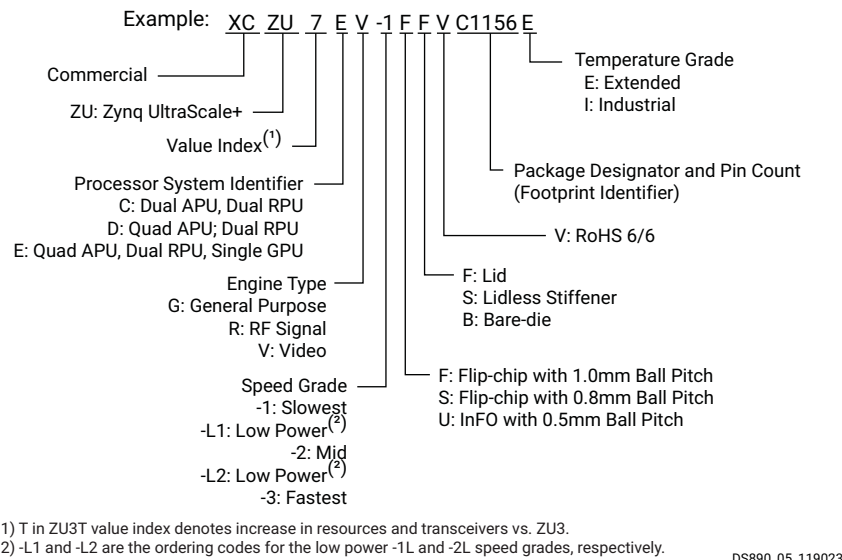 Example: XC ZU 7 E V -1 F F V C1156 E
Commercial
ZU: Zynq UltraScale+
Value Index(1)
Processor System Identifier
C: Dual APU, Dual RPU
D: Quad APU; Dual RPU
E: Quad APU, Dual RPU, Single GPU
Engine Type
G: General Purpose
R: RF Signal
V: Video
Speed Grade
-1: Slowest
-L1: Low Power(2)
-2: Mid
-L2: Low Power(2)
-3: Fastest
Temperature Grade
E: Extended
I: Industrial
Package Designator and Pin Count
(Footprint Identifier)
V: RoHS 6/6
F: Lid
S: Lidless Stiffener
B: Bare-die
F: Flip-chip with 1.0mm Ball Pitch
S: Flip-chip with 0.8mm Ball Pitch
U: InFO with 0.5mm Ball Pitch
1) T in ZU3T value index denotes increase in resources and transceivers vs. ZU3.
2) -L1 and -L2 are the ordering codes for the low power -1L and -2L speed grades, respectively.
DS890_05_119023